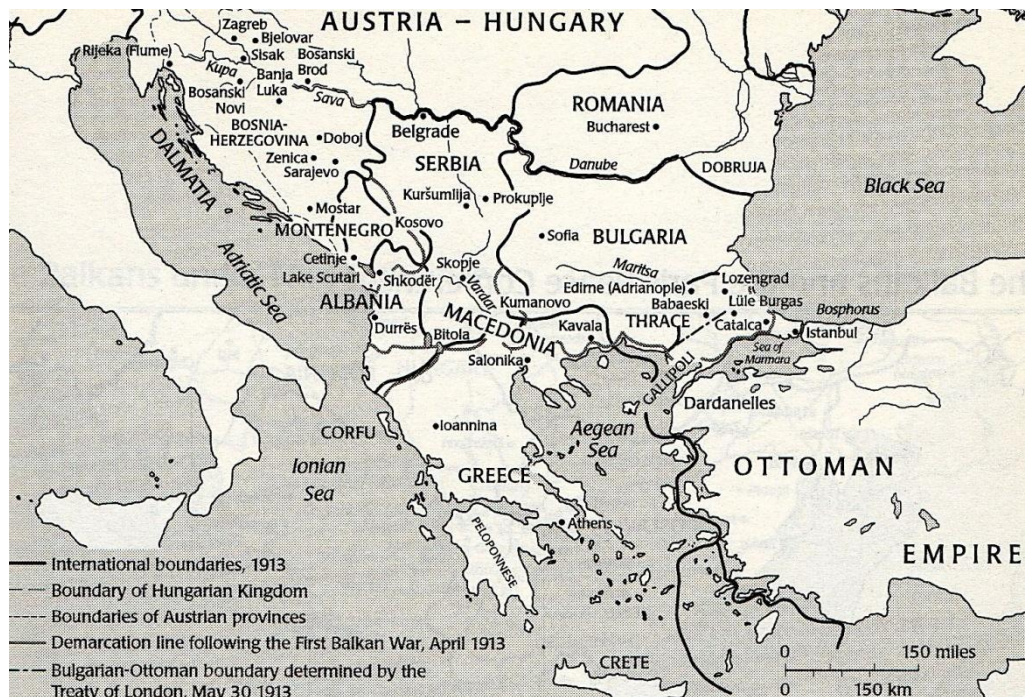 AUSTRIA – HUNGARY
Zagreb
Bjelovar
Rijeka (Fiume)
Sisak
Bosanski
Brod
Kupa
Banja
Luka
Bosanski
Novi
Sava
ROMANIA
Bucharest
BOSNIA-
HERZEGOVINA
Doboj
Belgrade
DALMATIA
Zenica
Sarajevo
SERBIA
Danube
DOBRUJA
Black Sea
Kuršumlija
Prokuplje
Mostar
Kosovo
MONTENEGRO
Sofia
BULGARIA
Cetinje
Lake Scutari
Shkodër
Skopje
Maritsa
Lozengrad
Adriatic Sea
Edirne (Adrianople)
Vardar
Kumanovo
Babaeski
Lüle Burgas
Bosphorus
ALBANIA
MACEDONIA
THRACE
Catalca
Istanbul
Durrës
Bitola
Kavala
Sea of
Marmara
Salonika
GALLIPOLI
Dardanelles
CORFU
Ioannina
Aegean
Sea
Ionian
Sea
GREECE
OTTOMAN
EMPIRE
Athens
PELOPONNESE
CRETE
International boundaries, 1913
Boundary of Hungarian Kingdom
Boundaries of Austrian provinces
Demarcation line following the First Balkan War, April 1913
Bulgarian-Ottoman boundary determined by the
Treaty of London, May 30 1913
0 150 miles
0 150 km